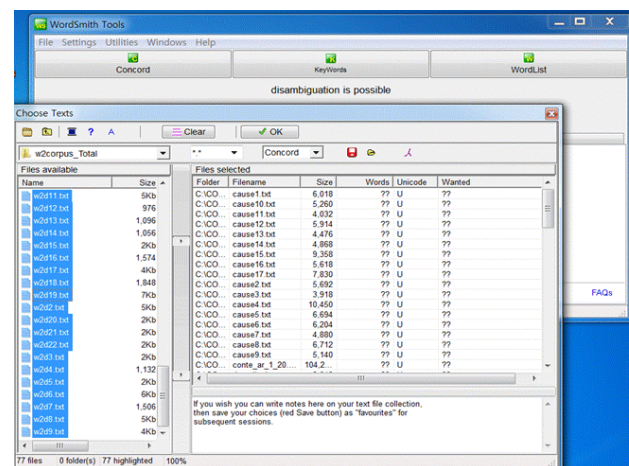 WordSmith Tools
File Settings Utilities Windows Help
Concord KeyWords WordList
disambiguation is possible
Choose Texts
? A Clear OK
w2corpus_Total *.* Concord
Files available Files selected
Name Size Folder Filename Size Words Unicode Wanted
w2d11.txt 5Kb C:\CO... cause1.txt 6,018 ?? U ??
w2d12.txt 976 C:\CO... cause10.txt 5,260 ?? U ??
w2d13.txt 1,096 C:\CO... cause11.txt 4,032 ?? U ??
w2d14.txt 1,056 C:\CO... cause12.txt 5,914 ?? U ??
w2d15.txt 2Kb C:\CO... cause13.txt 4,476 ?? U ??
w2d16.txt 1,574 C:\CO... cause14.txt 4,868 ?? U ??
w2d17.txt 4Kb C:\CO... cause15.txt 9,358 ?? U ??
w2d18.txt 1,848 C:\CO... cause16.txt 5,618 ?? U ??
w2d19.txt 7Kb C:\CO... cause17.txt 7,830 ?? U ??
w2d2.txt 5Kb C:\CO... cause2.txt 5,692 ?? U ??
w2d20.txt 2Kb C:\CO... cause3.txt 3,918 ?? U ??
w2d21.txt 2Kb C:\CO... cause4.txt 10,450 ?? U ??
w2d22.txt 2Kb C:\CO... cause5.txt 6,694 ?? U ??
w2d3.txt 2Kb C:\CO... cause6.txt 6,204 ?? U ??
w2d4.txt 1,132 C:\CO... cause7.txt 4,880 ?? U ??
w2d5.txt 2Kb C:\CO... cause8.txt 6,712 ?? U ??
w2d6.txt 6Kb C:\CO... cause9.txt 5,140 ?? U ??
w2d7.txt 1,506 C:\CO... conte_ar_1_20.... 104,2... ?? U ??
w2d8.txt 5Kb
w2d9.txt 4Kb
FAQs
If you wish you can write notes here on your text file collection,
then save your choices (red Save button) as "favourites" for
subsequent sessions.
77 files 0 folder(s) 77 highlighted 100%